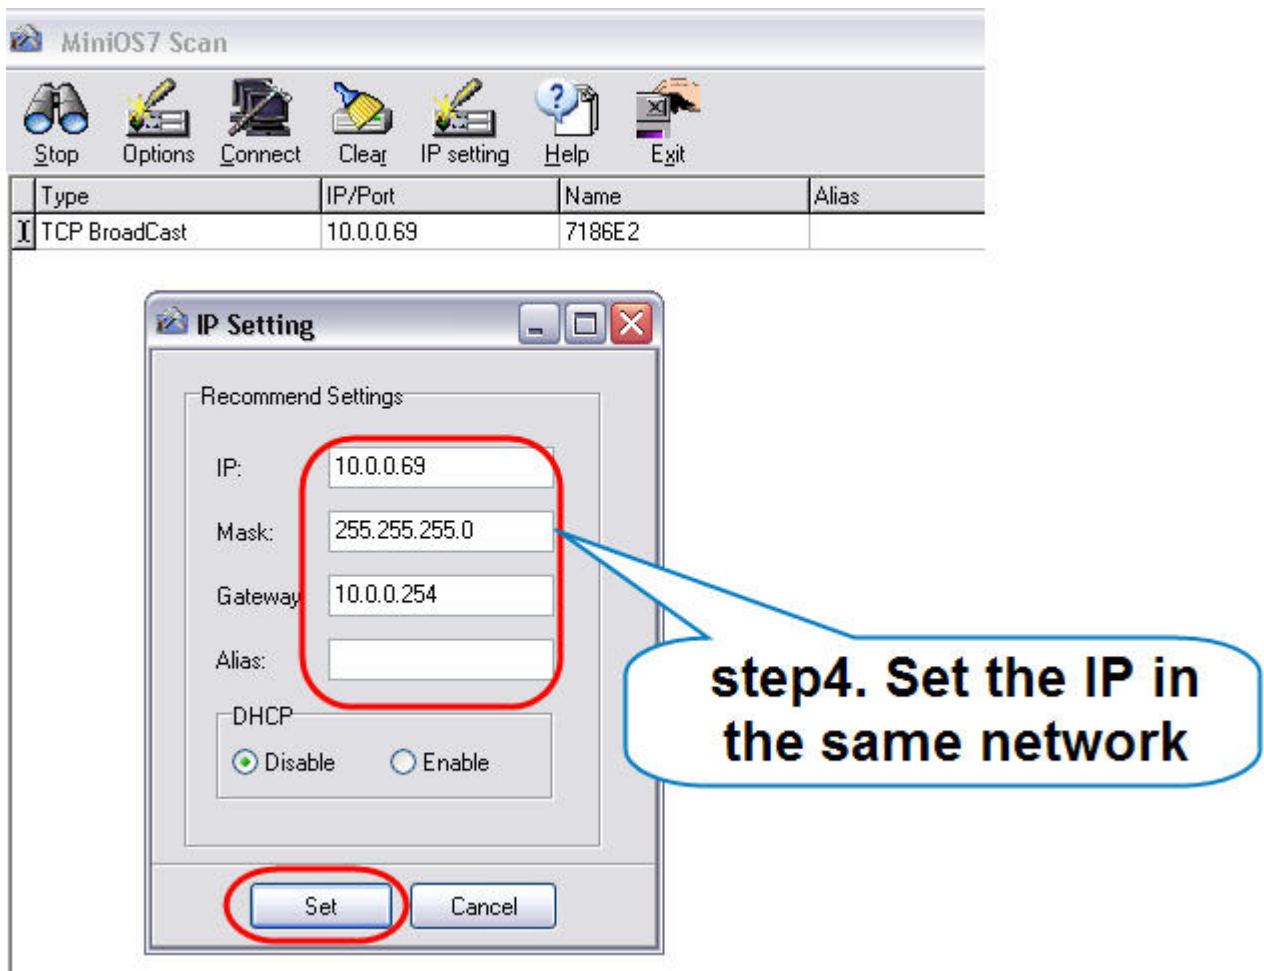 MiniOS7 Scan
Stop Options Connect Clear IP setting Help Exit
Type IP/Port Name Alias
TCP BroadCast 10.0.0.69 7186E2
IP Setting
Recommend Settings
IP: 10.0.0.69
Mask: 255.255.255.0
Gateway 10.0.0.254
Alias:
DHCP
Disable Enable
step4. Set the IP in
the same network
Set Cancel